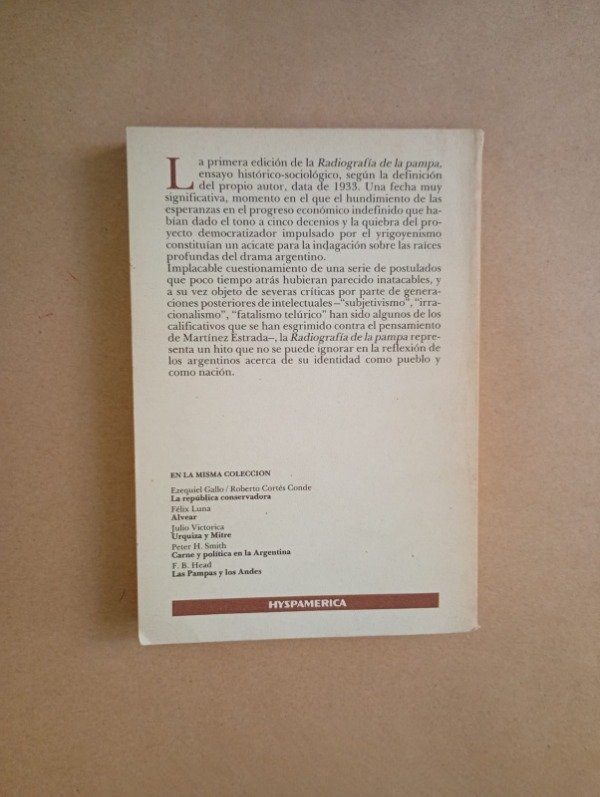 La primera edición de la Radiografía de la pampa,
ensayo histórico-sociológico, según la definición
del propio autor, data de 1933. Una fecha muy
significativa, momento en el que el hundimiento de las
esperanzas en el progreso económico indefinido que ha-
bían dado el tono a cinco decenios y la quiebra del pro-
yecto democratizador impulsado por el yrigoyenismo
constituían un acicate para la indagación sobre las raíces
profundas del drama argentino.
Implacable cuestionamiento de una serie de postulados
que poco tiempo atrás hubieran parecido inatacables, y
a su vez objeto de severas críticas por parte de genera-
ciones posteriores de intelectuales –“subjetivismo”, “irra-
cionalismo”, “fatalismo telúrico” han sido algunos de los
calificativos que se han esgrimido contra el pensamiento
de Martínez Estrada–, la Radiografía de la pampa repre-
senta un hito que no se puede ignorar en la reflexión de
los argentinos acerca de su identidad como pueblo y
como nación.
EN LA MISMA COLECCION
Ezequiel Gallo / Roberto Cortés Conde
La república conservadora
Félix Luna
Alvear
Julio Victorica
Urquiza y Mitre
Peter H. Smith
Carne y política en la Argentina
F. B. Head
Las Pampas y los Andes
HYSPAMERICA